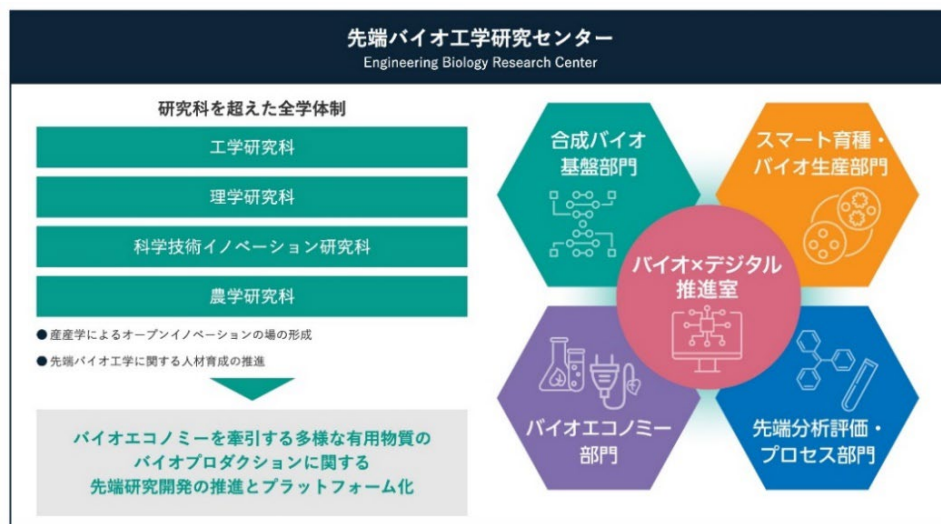 先端バイオ工学研究センター
Engineering Biology Research Center
研究科を超えた全学体制
工学研究科
理学研究科
科学技術イノベーション研究科
農学研究科
●産産学によるオープンイノベーションの場の形成
●先端バイオ工学に関する人材育成の推進
バイオエコノミーを牽引する多様な有用物質の
バイオプロダクションに関する
先端研究開発の推進とプラットフォーム化
合成バイオ
基盤部門
スマート育種・
バイオ生産部門
バイオ×デジタル
推進室
バイオエコノミー
部門
先端分析評価・
プロセス部門